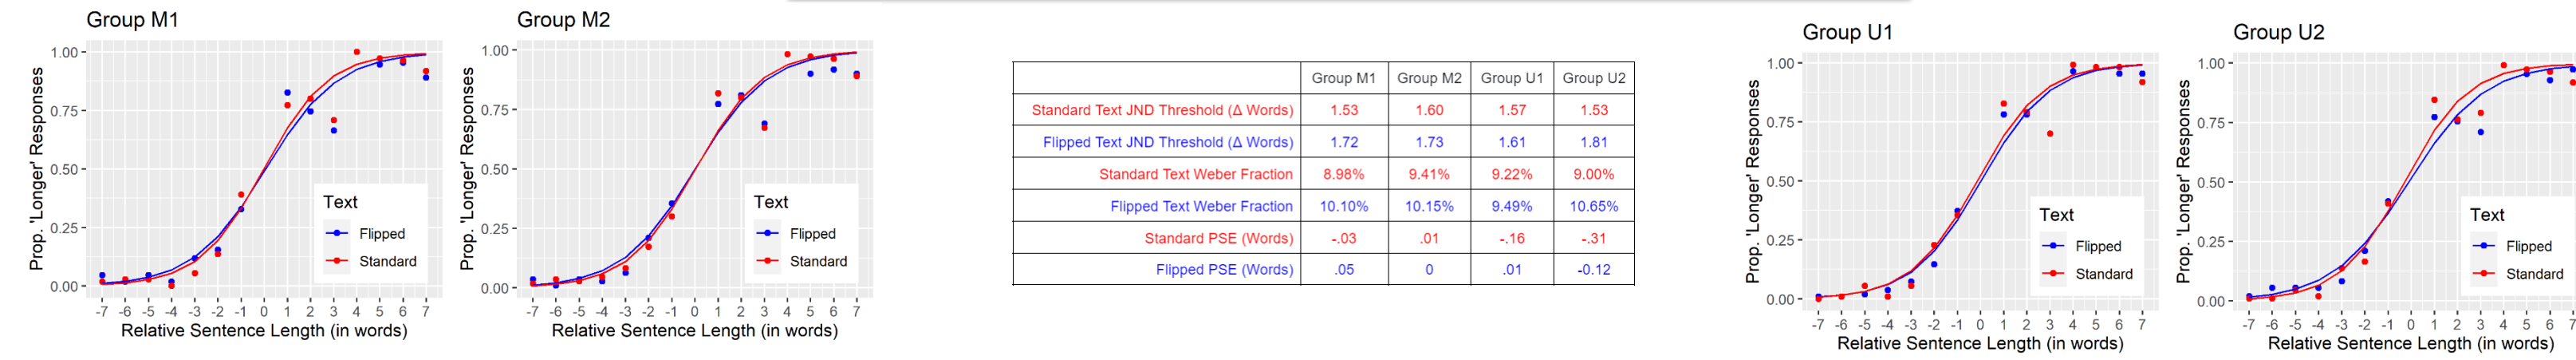 Group M1
1.00
0.75
0.50
0.25
0.00
Prop. 'Longer' Responses
-7 -6 -5 -4 -3 -2 -1 0 1 2 3 4 5 6 7
Relative Sentence Length (in words)
Text
Flipped
Standard
Group M2
1.00
0.75
0.50
0.25
0.00
Prop. 'Longer' Responses
-7 -6 -5 -4 -3 -2 -1 0 1 2 3 4 5 6 7
Relative Sentence Length (in words)
Text
Flipped
Standard
Group M1 Group M2 Group U1 Group U2
Standard Text JND Threshold (Δ Words) 1.53 1.60 1.57 1.53
Flipped Text JND Threshold (Δ Words) 1.72 1.73 1.61 1.81
Standard Text Weber Fraction 8.98% 9.41% 9.22% 9.00%
Flipped Text Weber Fraction 10.10% 10.15% 9.49% 10.65%
Standard PSE (Words) -.03 .01 -.16 -.31
Flipped PSE (Words) .05 0 .01 -0.12
Group U1
1.00
0.75
0.50
0.25
0.00
Prop. 'Longer' Responses
-7 -6 -5 -4 -3 -2 -1 0 1 2 3 4 5 6 7
Relative Sentence Length (in words)
Text
Flipped
Standard
Group U2
1.00
0.75
0.50
0.25
0.00
Prop. 'Longer' Responses
-7 -6 -5 -4 -3 -2 -1 0 1 2 3 4 5 6 7
Relative Sentence Length (in words)
Text
Flipped
Standard